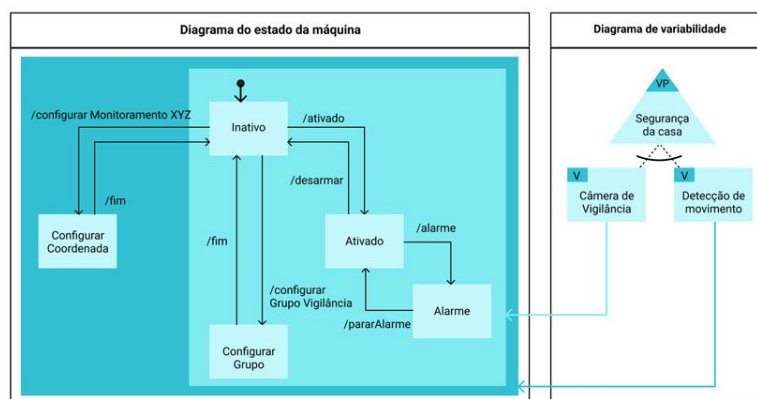 Diagrama do estado da máquina
/configurar Monitoramento XYZ
Inativo
/ativado
/desarmar
/fim
Configurar
Coordenada
/fim
Ativado
/alarme
/configurar
Grupo Vigilância
/pararAlarme
Alarme
Configurar
Grupo
Diagrama de variabilidade
VP
Segurança
da casa
V
Câmera de
Vigilância
V
Detecção de
movimento